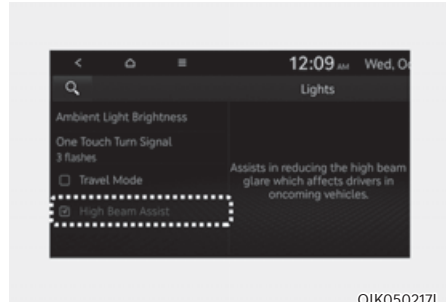 12:09 AM Wed, Oc
Lights
Ambient Light Brightness
One Touch Turn Signal
3 flashes
Travel Mode
High Beam Assist
Assists in reducing the high beam
glare which affects drivers in
oncoming vehicles.
OIK050217L